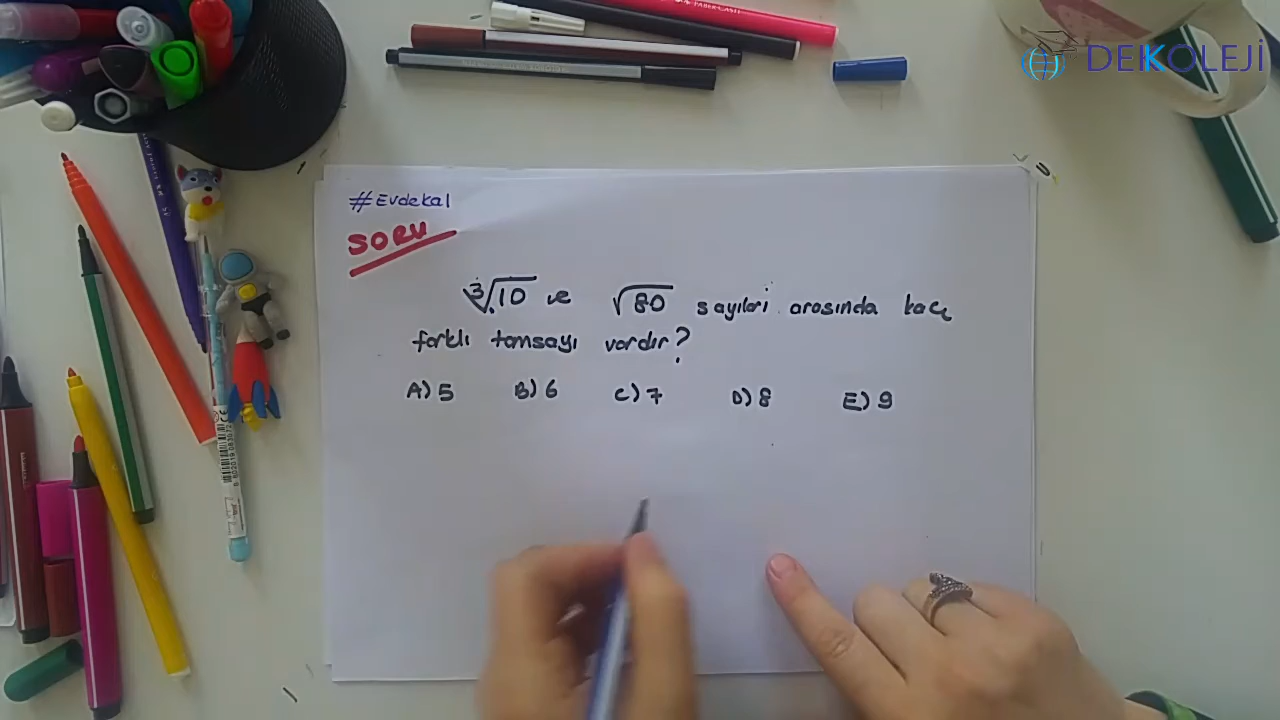 DEKOLEJİ
#Evdekal
SORU
∛10 ve √80 sayıları arasında kaç
farklı tamsayı vardır?
A) 5 B) 6 C) 7 D) 8 E) 9